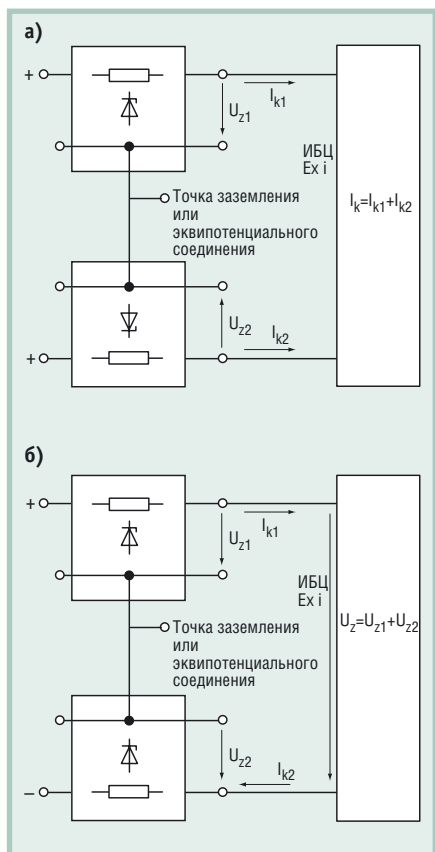 а)
+
U_z1
I_k1
ИБЦ
Ex i
I_k=I_k1+I_k2
Точка заземления
или
эквипотенциального
соединения
U_z2
I_k2
+
б)
+
U_z1
I_k1
ИБЦ
Ex i
U_z=U_z1+U_z2
Точка заземления
или
эквипотенциального
соединения
U_z2
I_k2
–